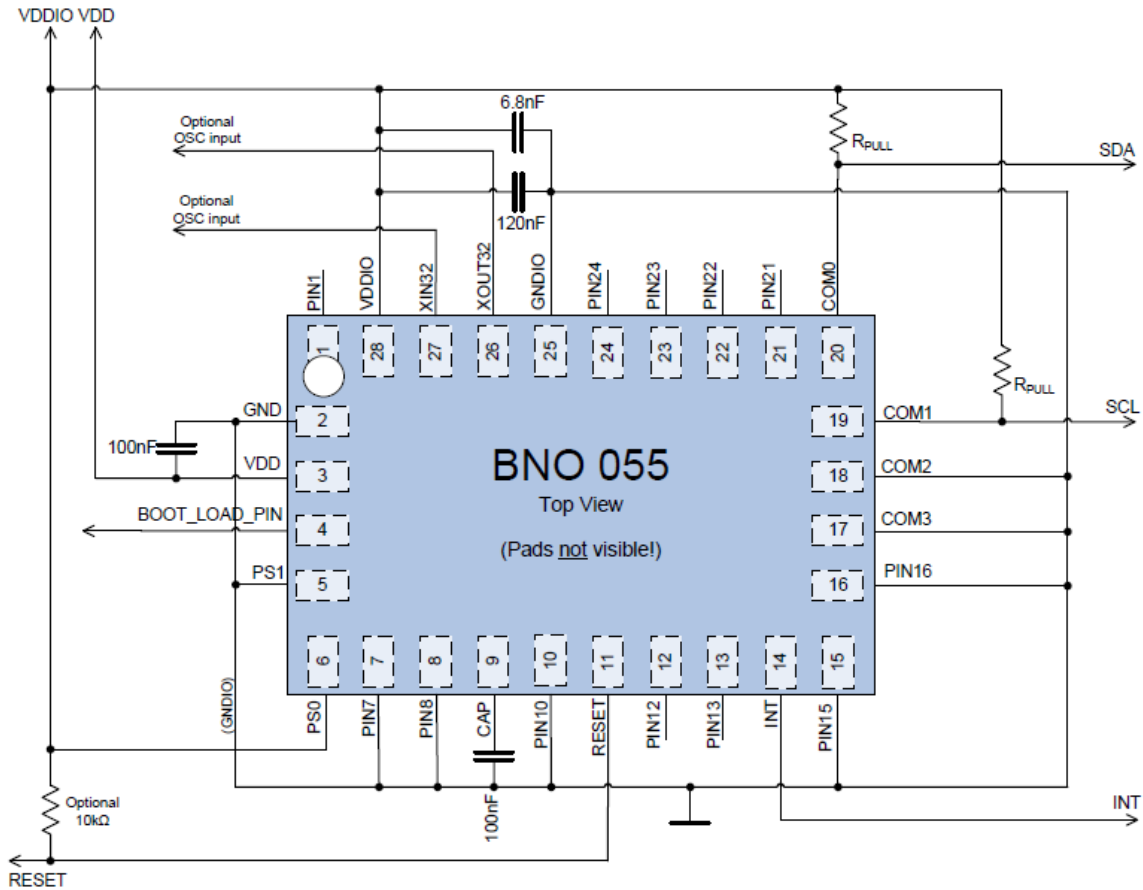 VDDIO VDD
6.8nF
Optional
OSC input
RPULL
SDA
Optional
OSC input
120nF
PIN1
VDDIO
XIN32
XOUT32
GNDIO
PIN24
PIN23
PIN22
PIN21
COM0
1
28
27
26
25
24
23
22
21
20
RPULL
GND
2
19
COM1
SCL
100nF
VDD
3
BNO 055
18
COM2
Top View
BOOT_LOAD_PIN
4
17
COM3
(Pads not visible!)
PS1
5
16
PIN16
6
7
8
9
10
11
12
13
14
15
(GNDIO)
PS0
PIN7
PIN8
CAP
PIN10
RESET
PIN12
PIN13
INT
PIN15
Optional
10kΩ
100nF
INT
RESET